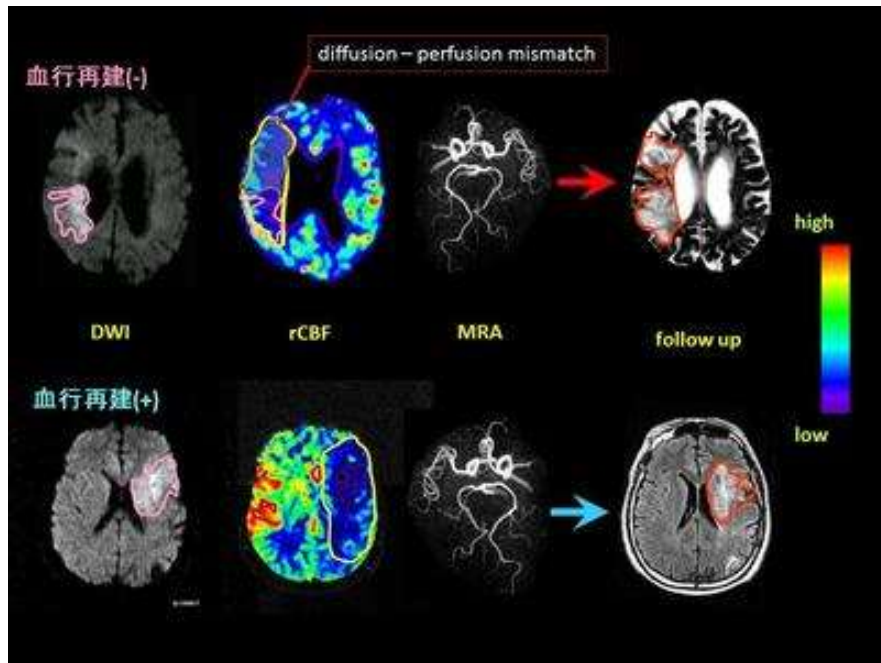 diffusion – perfusion mismatch
血行再建(-)
high
DWI
rCBF
MRA
follow up
血行再建(+)
low